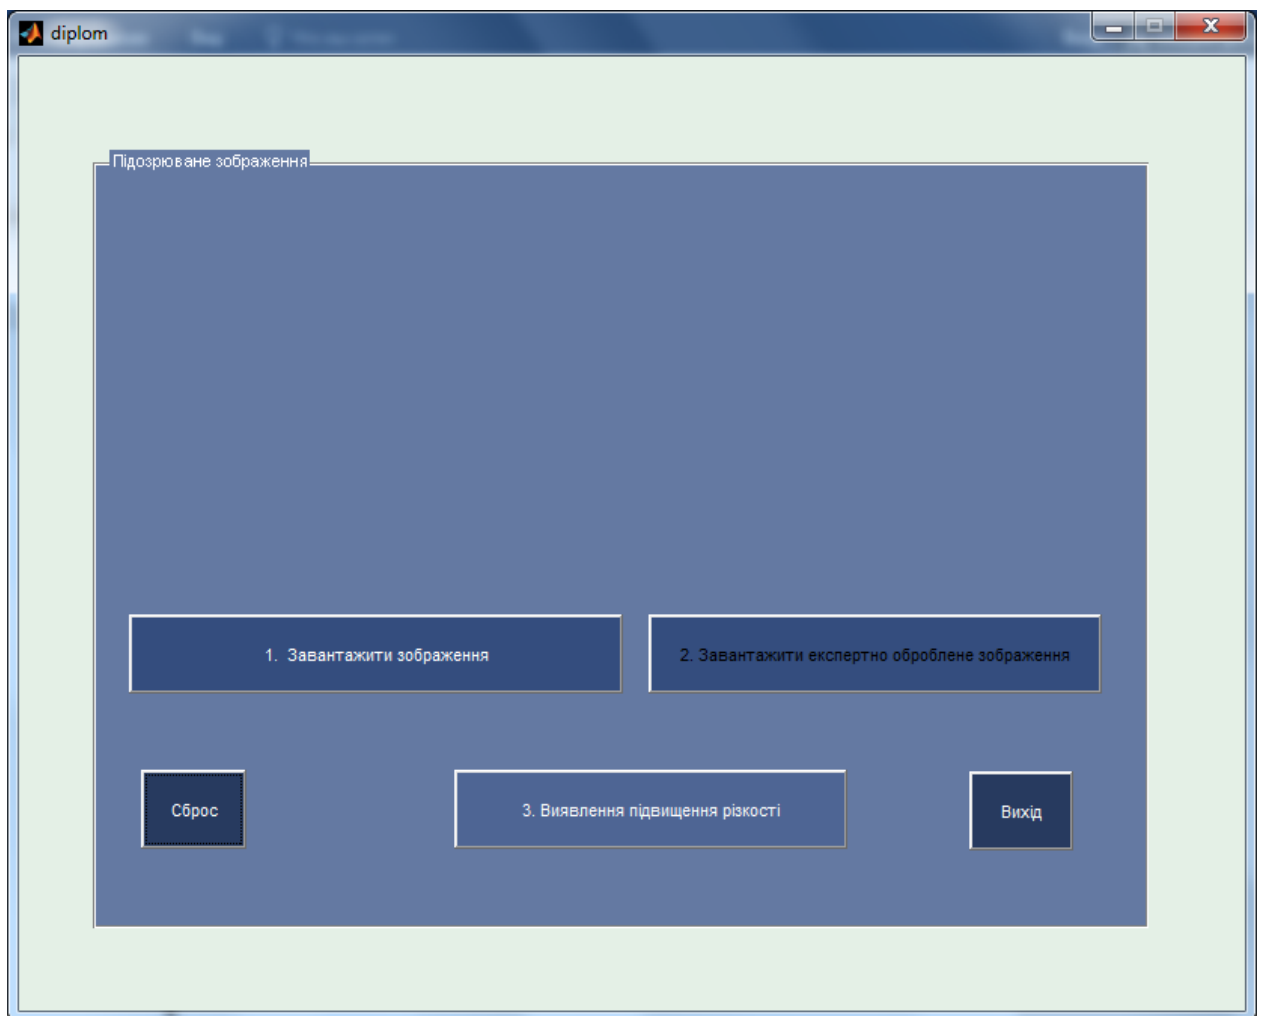 diplom
Підозрюване зображення
1. Завантажити зображення
2. Завантажити експертно оброблене зображення
Сброс
3. Виявлення підвищення різкості
Вихід